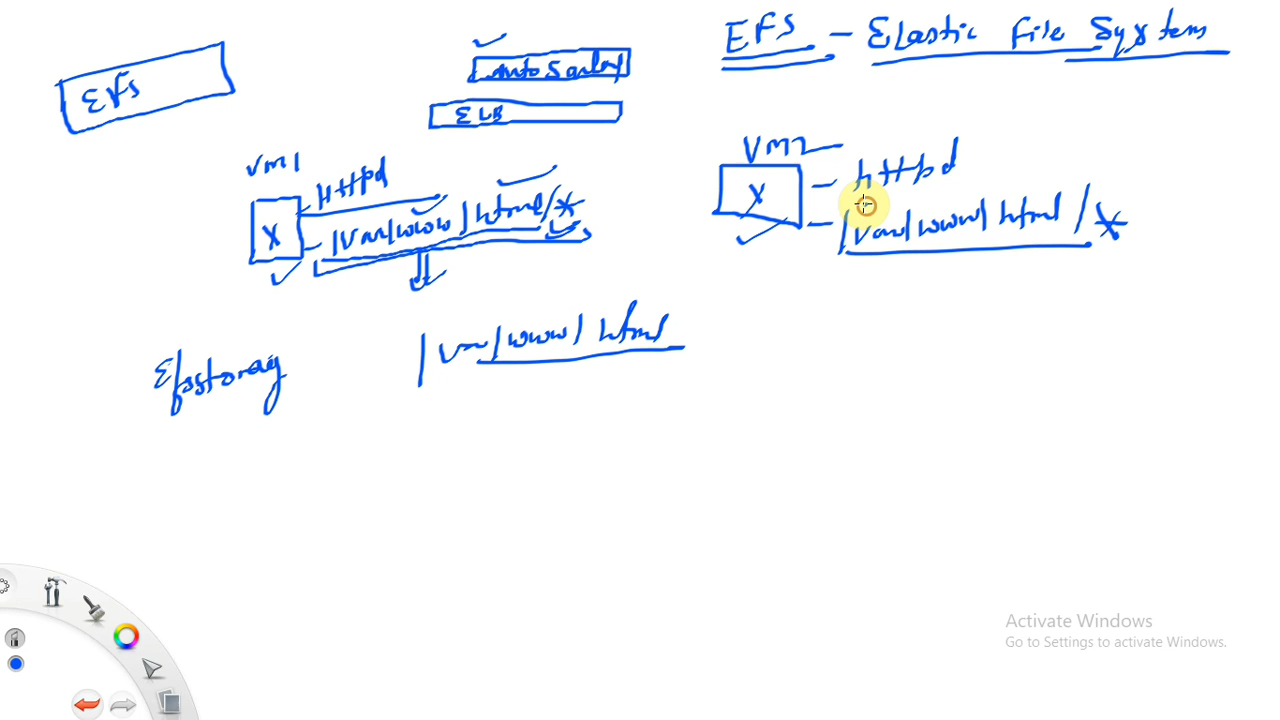 EFS - Elastic File System
EFS
Auto Scaling
ELB
VM1
HTTpd
/var/www/html/*
VM2
HTTpd
/var/www/html/*
/var/www/html
Efsstorag
Activate Windows
Go to Settings to activate Windows.